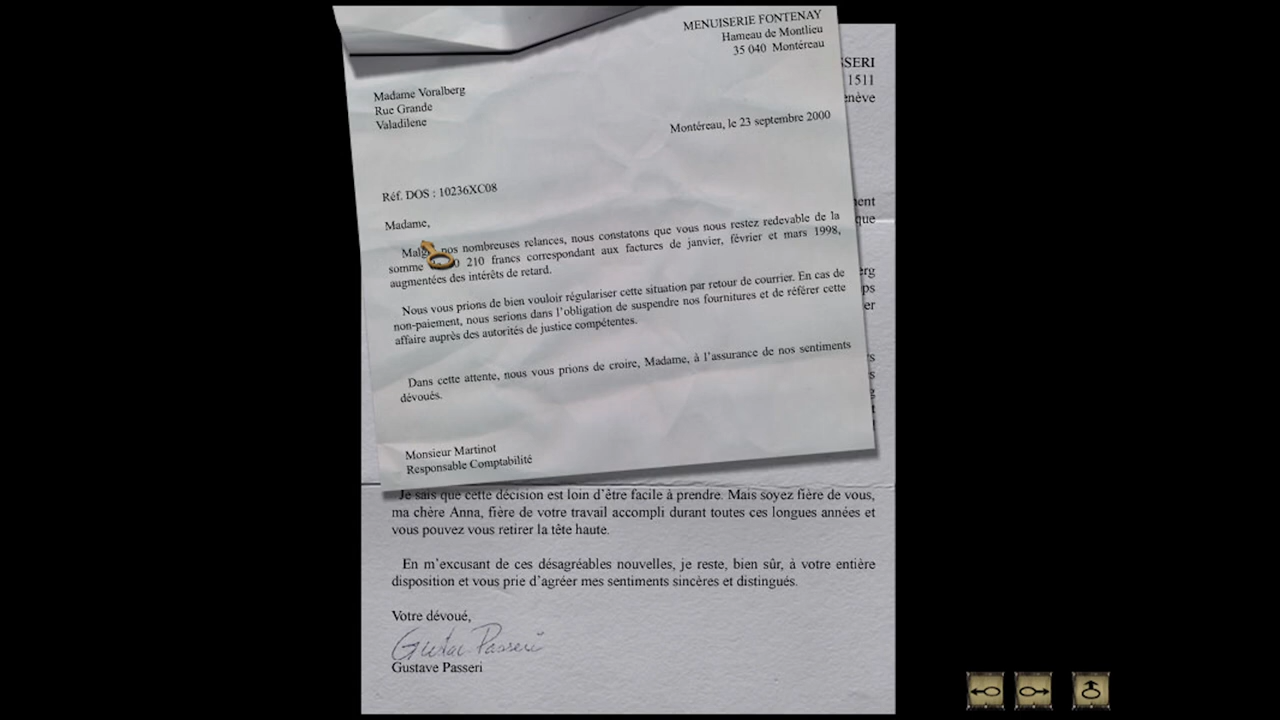 MENUISERIE FONTENAY
Hameau de Montlieu
35 040 Montéreau
SSERI
1511
enève
Madame Voralberg
Rue Grande
Valadilene
Montéreau, le 23 septembre 2000
Réf. DOS : 10236XC08
Madame,
nos nombreuses relances, nous constatons que vous nous restez redevable de la
somme 210 francs correspondant aux factures de janvier, février et mars 1998,
augmentées des intérêts de retard.
Nous vous prions de bien vouloir régulariser cette situation par retour de courrier. En cas de
non-paiement, nous serions dans l'obligation de suspendre nos fournitures et de référer cette
affaire auprès des autorités de justice compétentes.
Dans cette attente, nous vous prions de croire, Madame, à l'assurance de nos sentiments
dévoués.
Monsieur Martinot
Responsable Comptabilité
Je sais que cette décision est loin d'être facile à prendre. Mais soyez fière de vous,
ma chère Anna, fière de votre travail accompli durant toutes ces longues années et
vous pouvez vous retirer la tête haute.
En m'excusant de ces désagréables nouvelles, je reste, bien sûr, à votre entière
disposition et vous prie d'agréer mes sentiments sincères et distingués.
Votre dévoué,
Gustave Passeri
Gustave Passeri